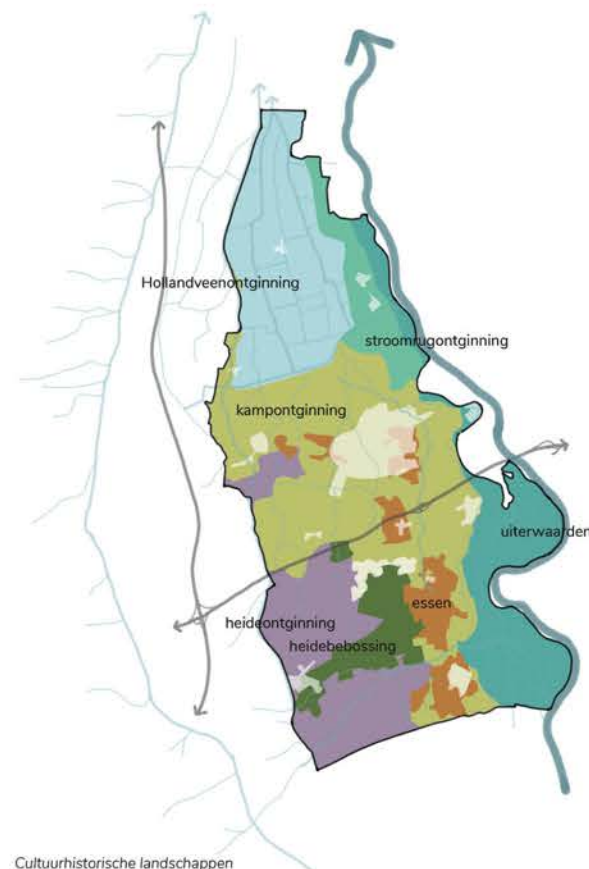 Hollandveenontginning
stroomrugontginning
kampontginning
uiterwaarden
essen
heideontginning
heidebebossing
Cultuurhistorische landschappen